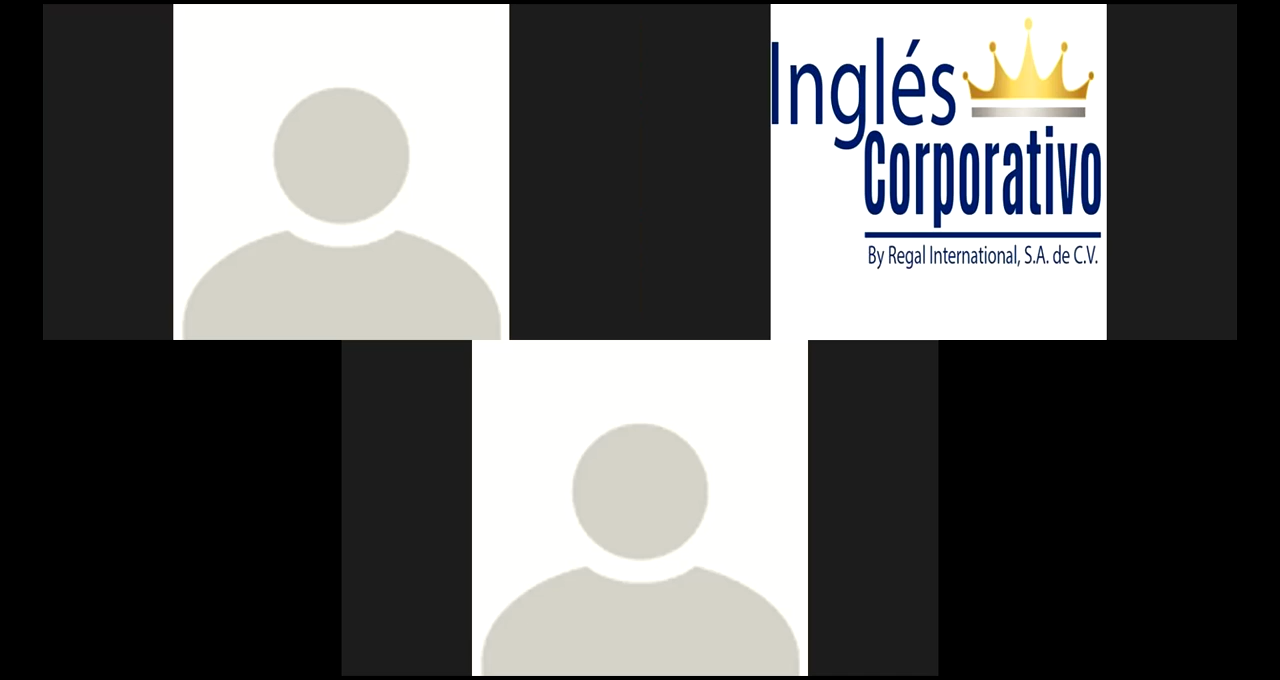 Inglés
Corporativo
By Regal International, S.A. de C.V.